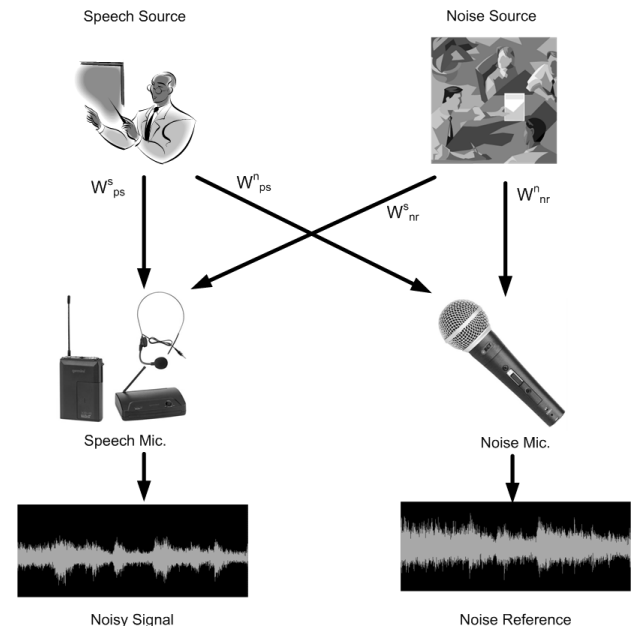 Speech Source
Noise Source
W^s_ps
W^n_ps
W^s_nr
W^n_nr
Speech Mic.
Noise Mic.
Noisy Signal
Noise Reference